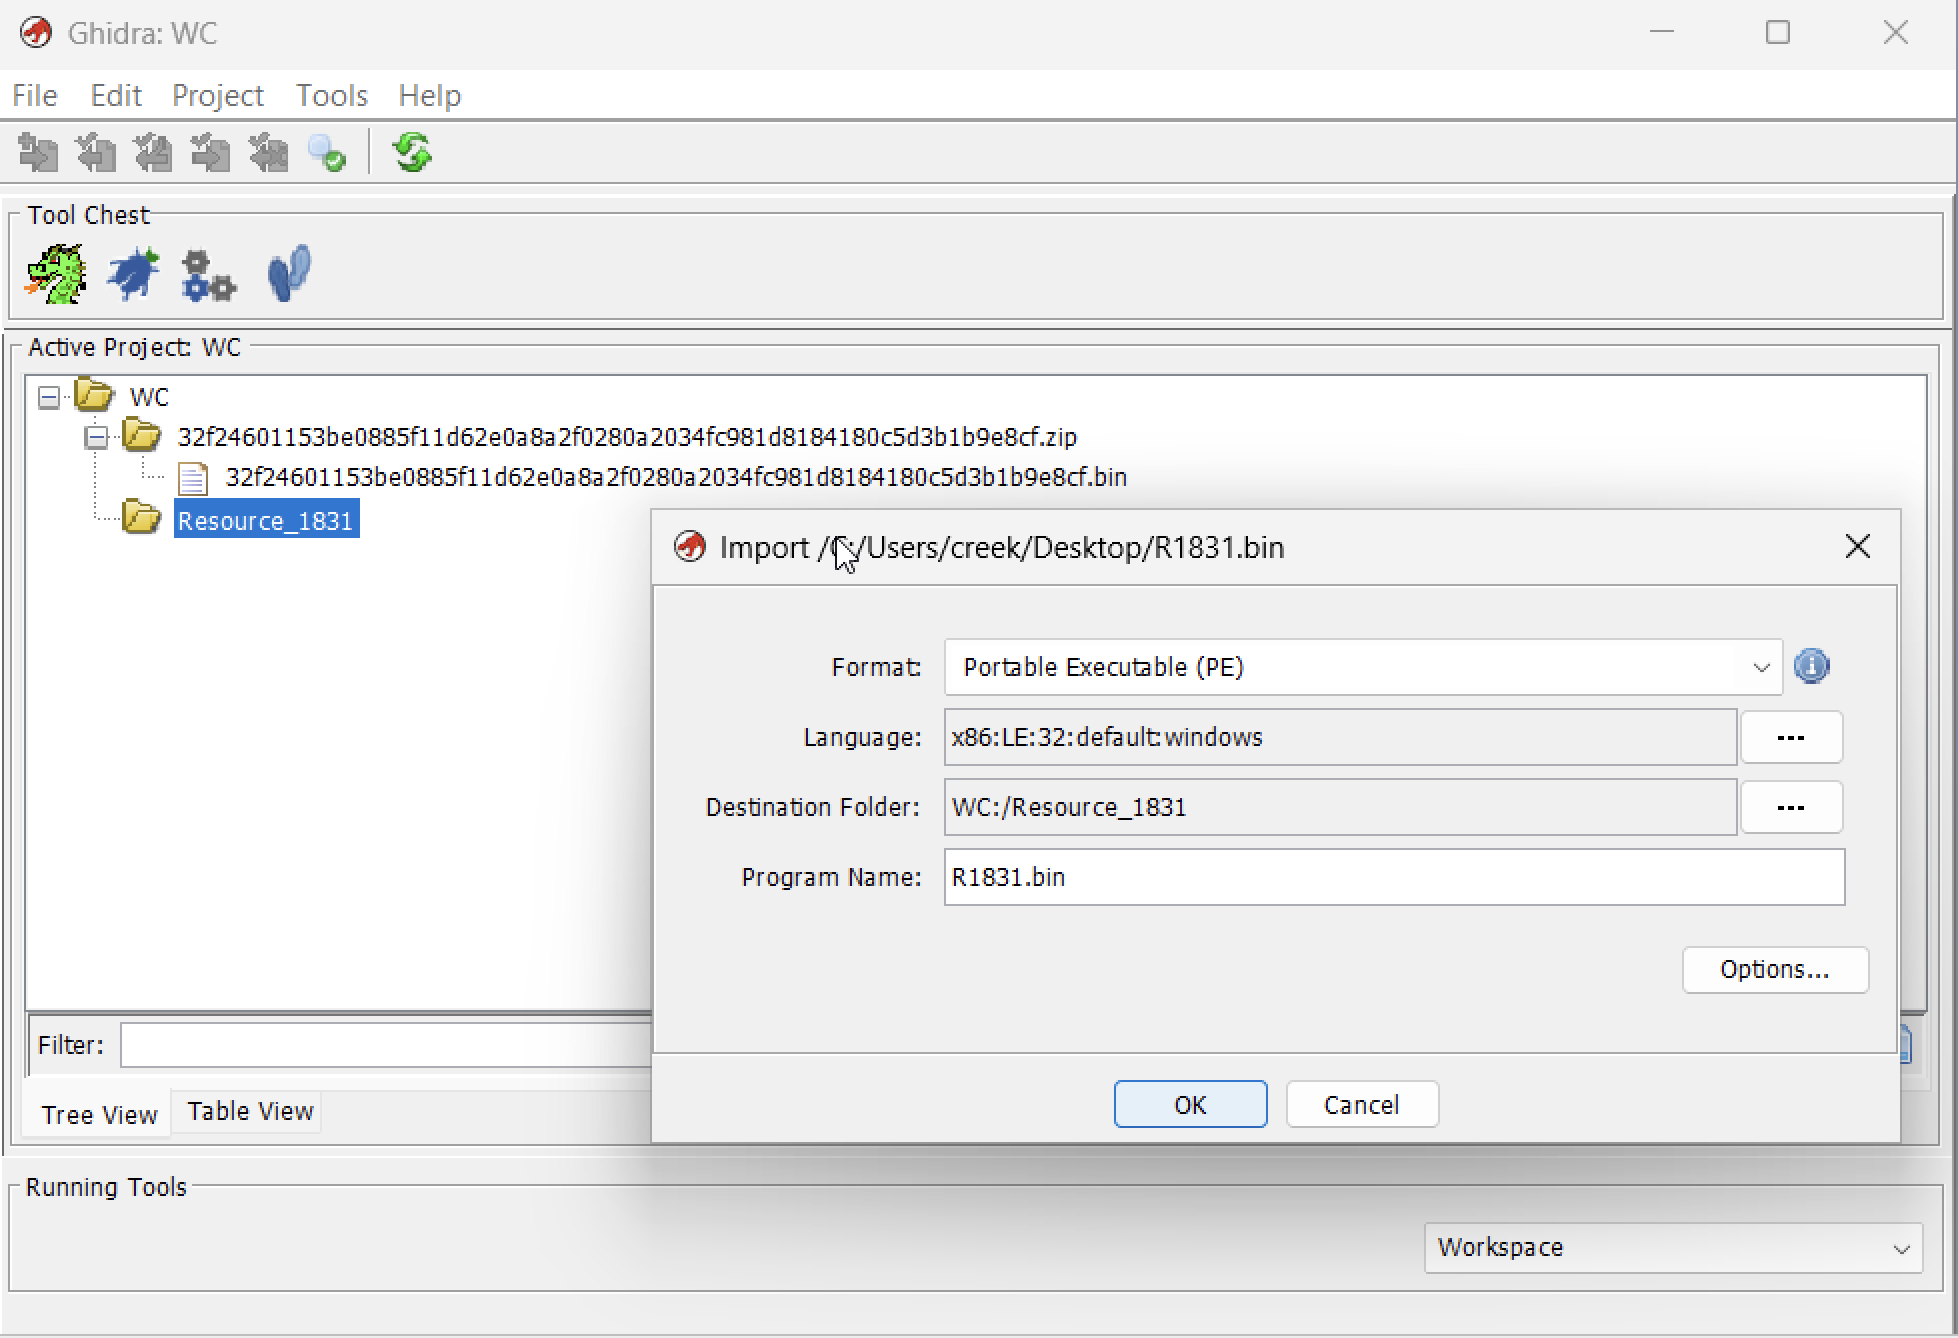 Ghidra: WC
File Edit Project Tools Help
Tool Chest
Active Project: WC
WC
32f24601153be0885f11d62e0a8a2f0280a2034fc981d8184180c5d3b1b9e8cf.zip
32f24601153be0885f11d62e0a8a2f0280a2034fc981d8184180c5d3b1b9e8cf.bin
Resource_1831
Import /C:/Users/creek/Desktop/R1831.bin
Format: Portable Executable (PE)
Language: x86:LE:32:default:windows ...
Destination Folder: WC:/Resource_1831 ...
Program Name: R1831.bin
Options...
Filter:
OK Cancel
Tree View Table View
Running Tools
Workspace